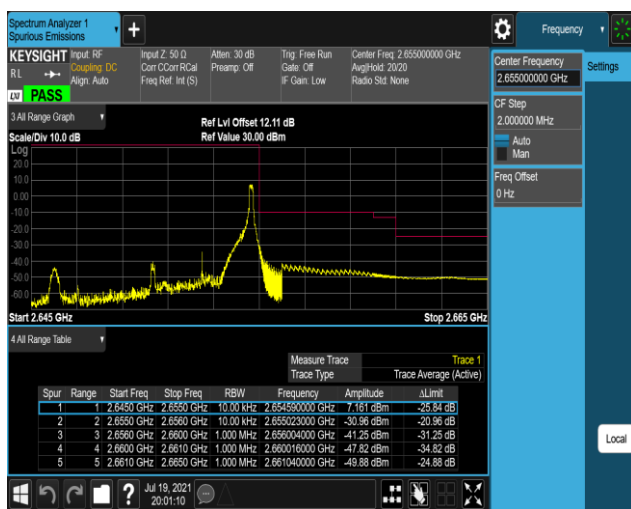 Spectrum Analyzer 1
Spurious Emissions
Frequency
KEYSIGHT Input: RF Input Z: 50 Ω Atten: 30 dB Trig: Free Run Center Freq: 2.655000000 GHz
RL Coupling: DC Corr CCorr RCal Preamp: Off Gate: Off Avg|Hold: 20/20
Align: Auto Freq Ref: Int (S) IF Gain: Low Radio Std: None
LXI PASS
Center Frequency
2.655000000 GHz
Settings
CF Step
2.000000 MHz
Auto
Man
Freq Offset
0 Hz
3 All Range Graph
Ref Lvl Offset 12.11 dB
Scale/Div 10.0 dB Ref Value 30.00 dBm
Log
20.0
10.0
0.00
-10.0
-20.0
-30.0
-40.0
-50.0
-60.0
Start 2.645 GHz Stop 2.665 GHz
4 All Range Table
Measure Trace Trace 1
Trace Type Trace Average (Active)
Spur Range Start Freq Stop Freq RBW Frequency Amplitude ΔLimit
1 1 2.6450 GHz 2.6550 GHz 10.00 kHz 2.654590000 GHz 7.161 dBm -25.84 dB
2 2 2.6550 GHz 2.6560 GHz 10.00 kHz 2.655023000 GHz -30.96 dBm -20.96 dB
3 3 2.6560 GHz 2.6600 GHz 1.000 MHz 2.656004000 GHz -41.25 dBm -31.25 dB
4 4 2.6600 GHz 2.6610 GHz 1.000 MHz 2.660016000 GHz -47.82 dBm -34.82 dB
5 5 2.6610 GHz 2.6650 GHz 1.000 MHz 2.661040000 GHz -49.88 dBm -24.88 dB
Local
? Jul 19, 2021
20:01:10